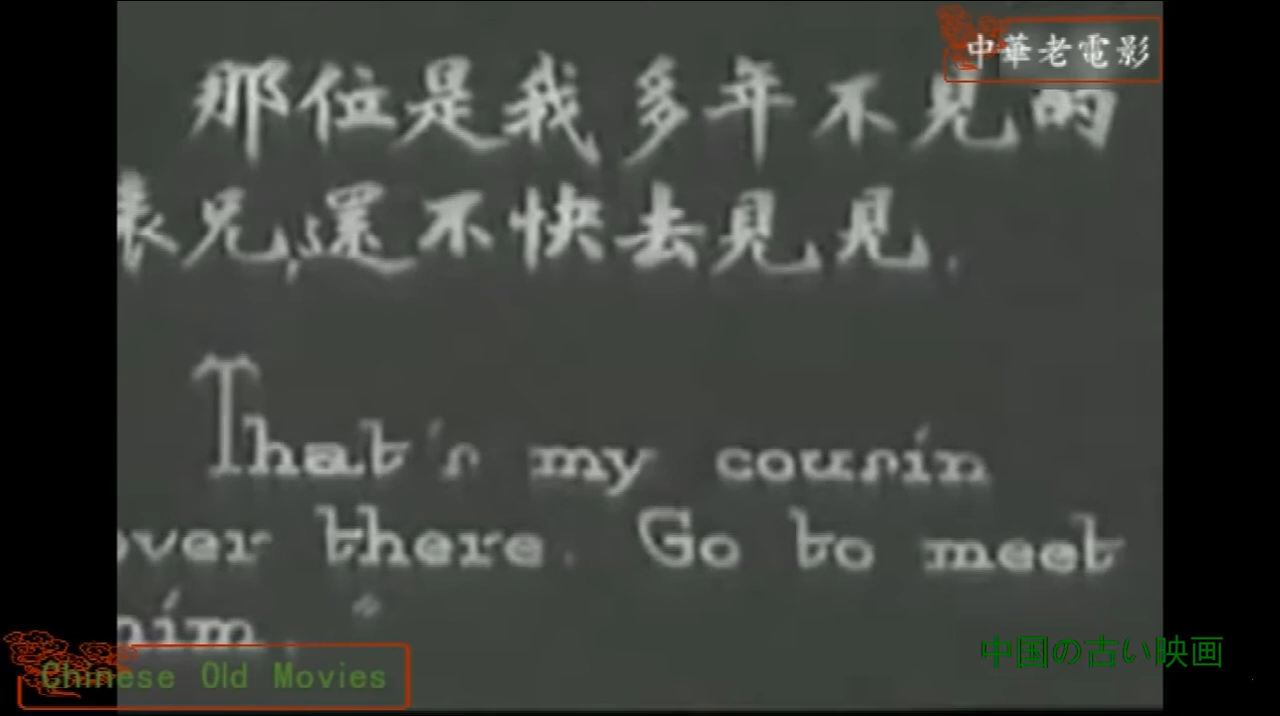 中華老電影
那位是我多年不見的
表兄,還不快去見見.
That's my cousin
over there. Go to meet
him.
Chinese Old Movies
中国の古い映画